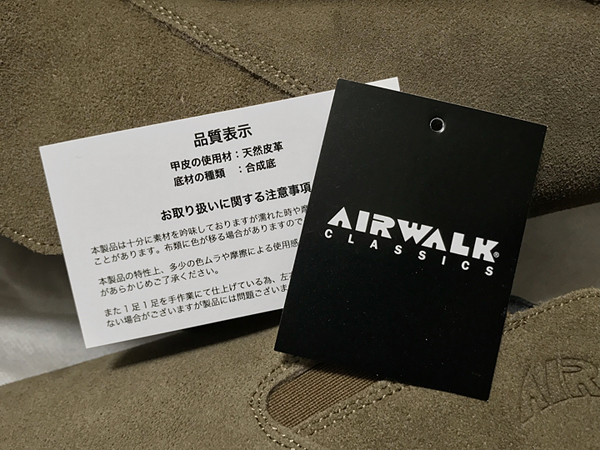 品質表示
甲皮の使用材：天然皮革
底材の種類　：合成底
お取り扱いに関する注意事項
本製品は十分に素材を吟味しておりますが濡れた時や摩
ことがあります。布類に色が移る場合がありますので
本製品の特性上、多少の色ムラや摩擦による使用感
があらかじめご了承ください。
また１足１足を手作業にて仕上げている為、左
ない場合がございますが製品には問題ございま
AIRWALK®
CLASSICS
AIR